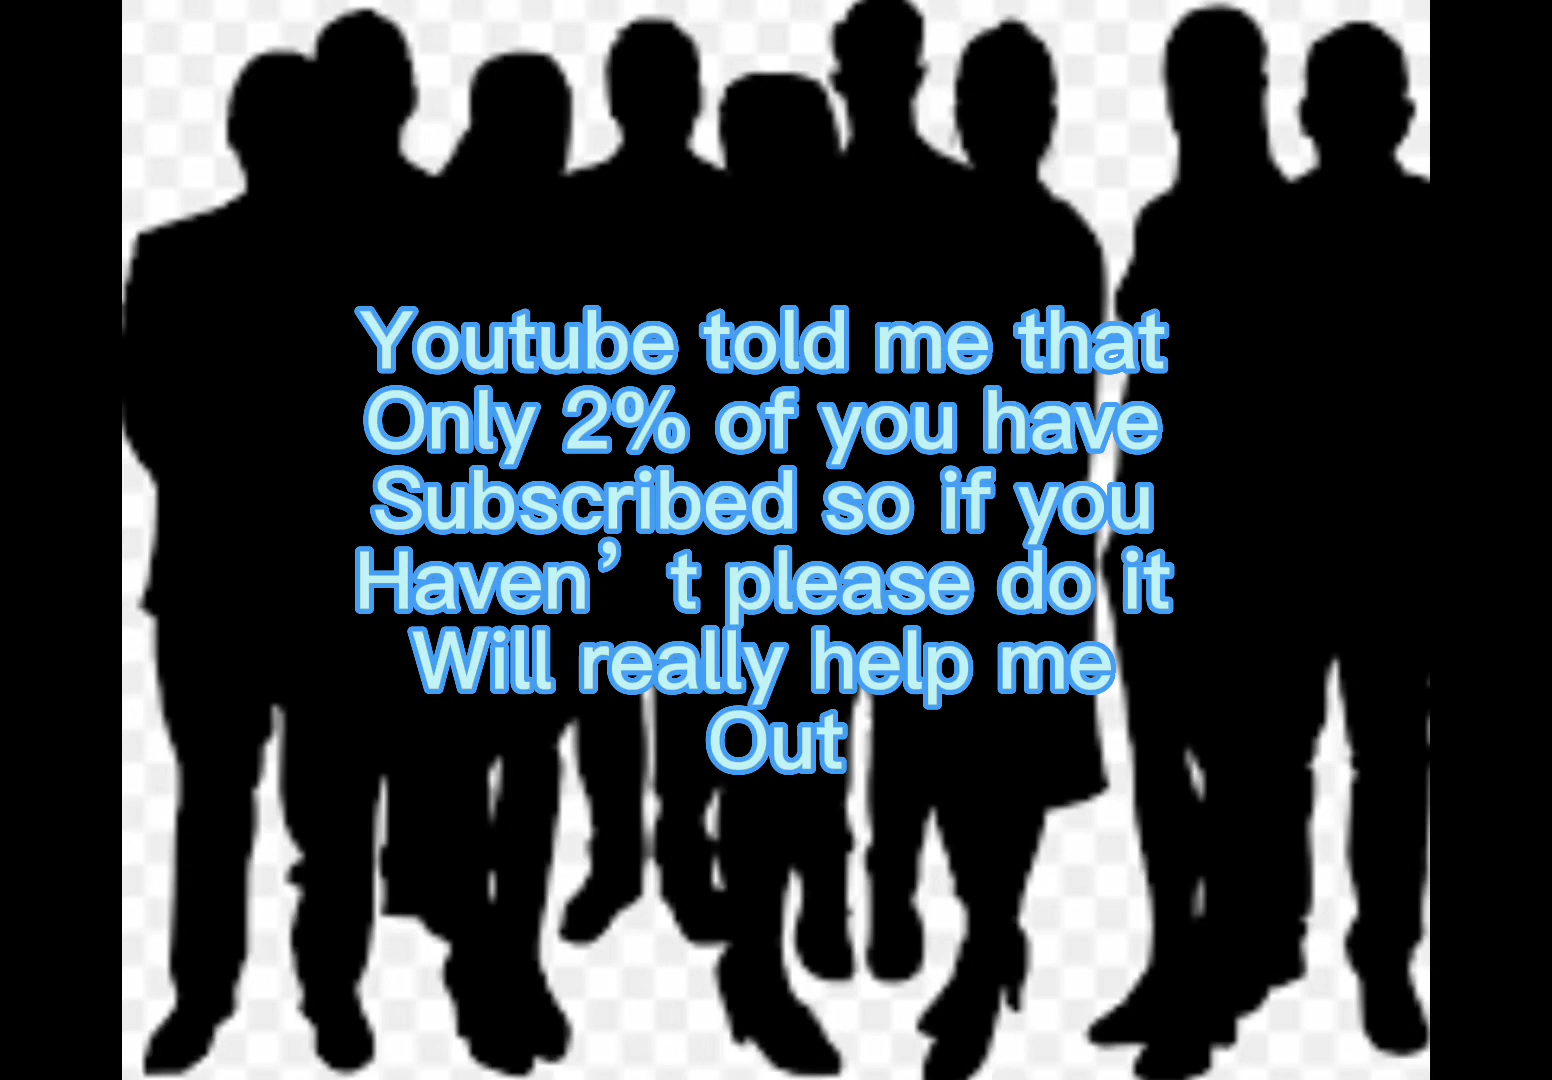 Youtube told me that
Only 2% of you have
Subscribed so if you
Haven’t please do it
Will really help me
Out